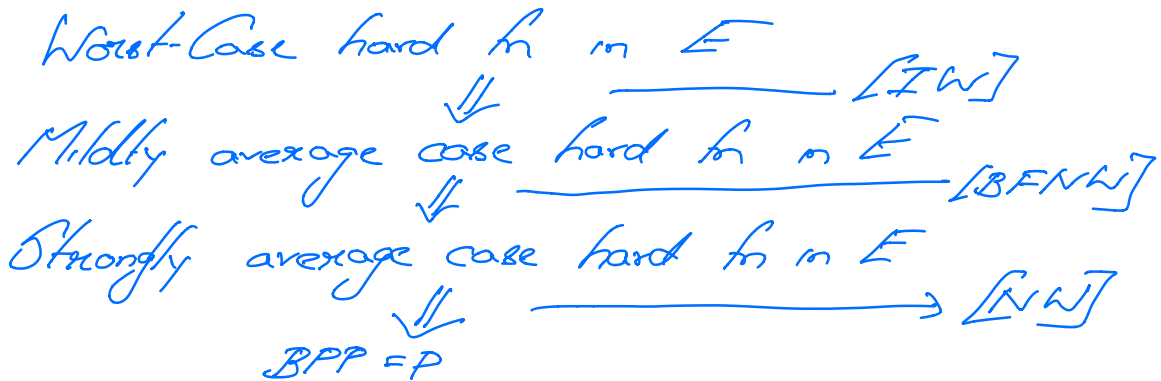 Worst-Case hard fn in E
⇓ [IW]
Mildly average case hard fn in E
⇓ [BFNW]
Strongly average case hard fn in E
⇓ [NW]
BPP = P